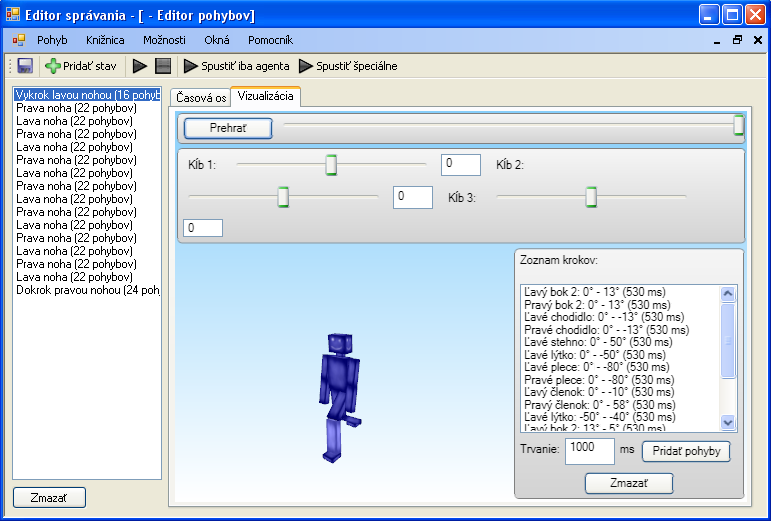 Editor správania - [ - Editor pohybov]
Pohyb Knižnica Možnosti Okná Pomocník
Pridať stav Spustiť iba agenta Spustiť špeciálne
Vykrok lavou nohou (16 pohyb
Prava noha (22 pohybov)
Lava noha (22 pohybov)
Prava noha (22 pohybov)
Lava noha (22 pohybov)
Prava noha (22 pohybov)
Lava noha (22 pohybov)
Prava noha (22 pohybov)
Lava noha (22 pohybov)
Prava noha (22 pohybov)
Lava noha (22 pohybov)
Prava noha (22 pohybov)
Lava noha (22 pohybov)
Prava noha (22 pohybov)
Lava noha (22 pohybov)
Dokrok pravou nohou (24 poh
Zmazať
Časová os Vizualizácia
Prehrať
Kĺb 1: 0 Kĺb 2:
0 Kĺb 3:
0
Zoznam krokov:
Ľavý bok 2: 0° - 13° (530 ms)
Pravý bok 2: 0° - 13° (530 ms)
Ľavé chodidlo: 0° - -13° (530 ms)
Pravé chodidlo: 0° - -13° (530 ms)
Ľavé stehno: 0° - 50° (530 ms)
Ľavé lýtko: 0° - -50° (530 ms)
Ľavé plece: 0° - -80° (530 ms)
Pravé plece: 0° - -80° (530 ms)
Ľavý členok: 0° - -10° (530 ms)
Pravý členok: 0° - 58° (530 ms)
Ľavé lýtko: -50° - -40° (530 ms)
Ľavý bok 2: 13° - 5° (530 ms)
Trvanie: 1000 ms Pridať pohyby
Zmazať